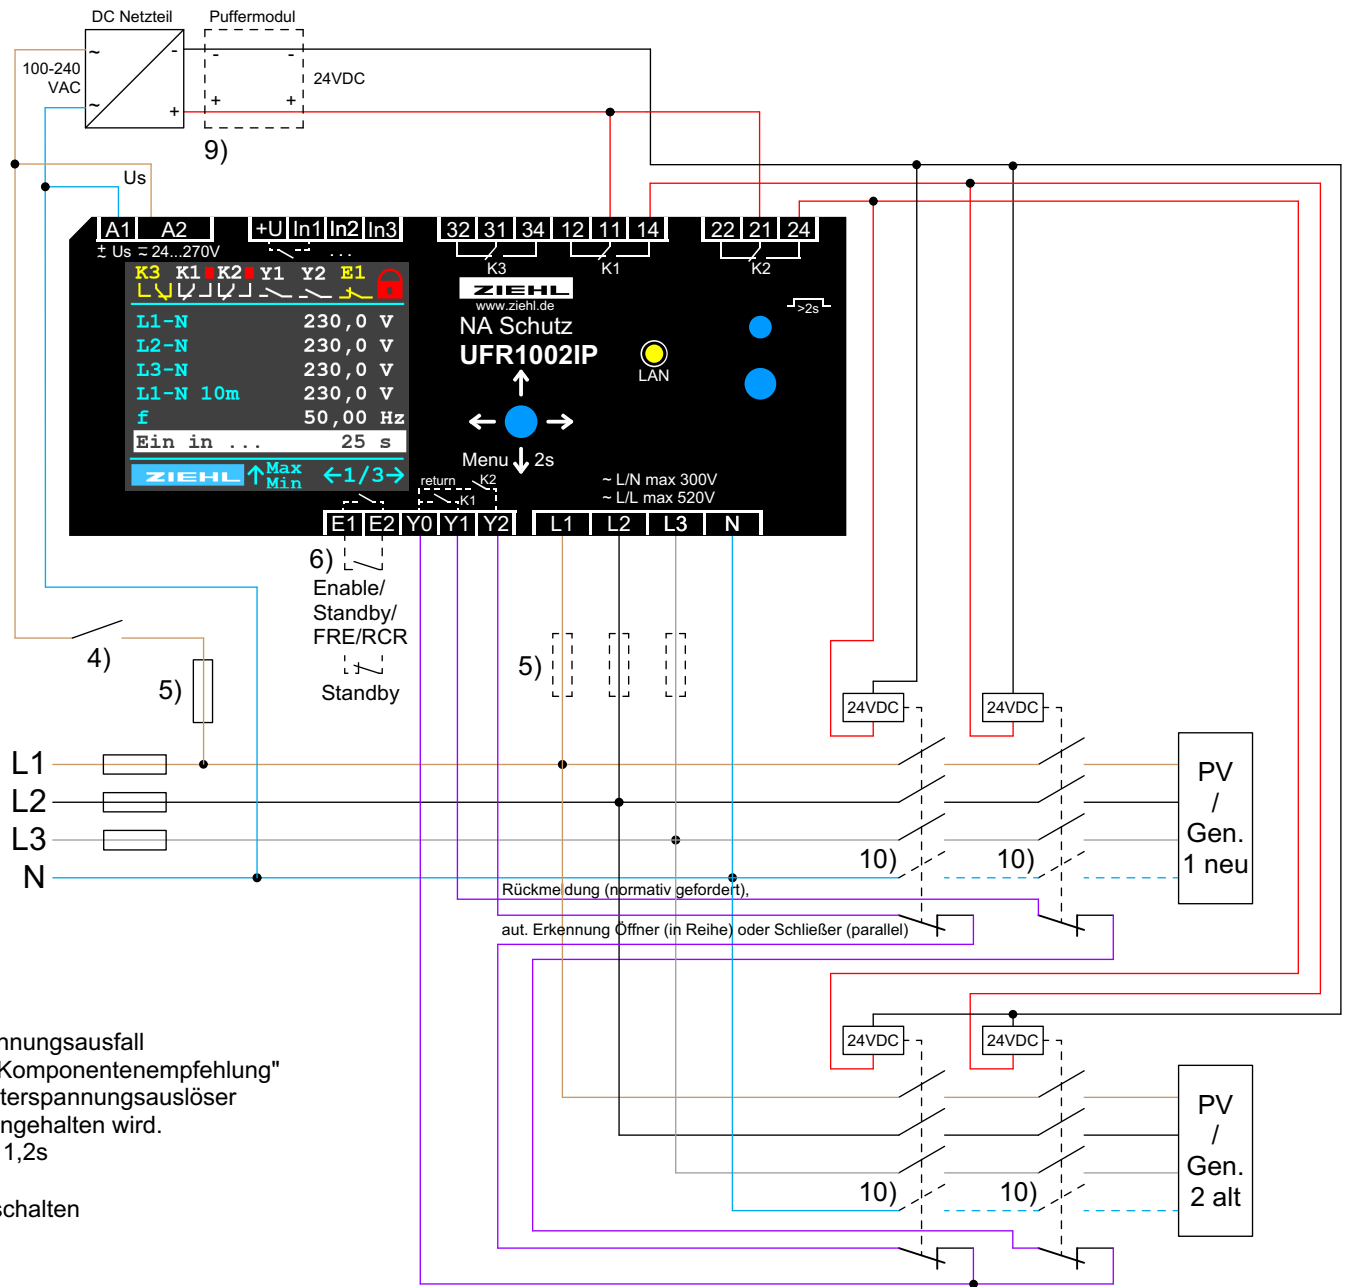 DC Netzteil
Puffermodul
100-240
VAC
~
-
-
-
24VDC
~
+
+
+
9)
Us
A1 A2
+U In1 In2 In3
32 31 34 12 11 14
22 21 24
Us 24...270V
...
K3
K1
K2
K3 K1 K2 Y1 Y2 E1
ZIEHL
www.ziehl.de
NA Schutz
UFR1002IP
>2s
LAN
L1-N 230,0 V
L2-N 230,0 V
L3-N 230,0 V
L1-N 10m 230,0 V
f 50,00 Hz
Ein in ... 25 s
ZIEHL ↑Max Min ←1/3→
Menu 2s
return
K2
K1
~ L/N max 300V
~ L/L max 520V
E1 E2 Y0 Y1 Y2
L1 L2 L3 N
6)
Enable/
Standby/
FRE/RCR
Standby
4)
5)
5)
24VDC
24VDC
L1
L2
L3
N
10)
10)
PV
/
Gen.
1 neu
Rückmeldung (normativ gefordert),
aut. Erkennung Öffner (in Reihe) oder Schließer (parallel)
24VDC
24VDC
10)
10)
PV
/
Gen.
2 alt
nnungsausfall
Komponentenempfehlung"
terspannungsauslöser
ngehalten wird.
1,2s
schalten